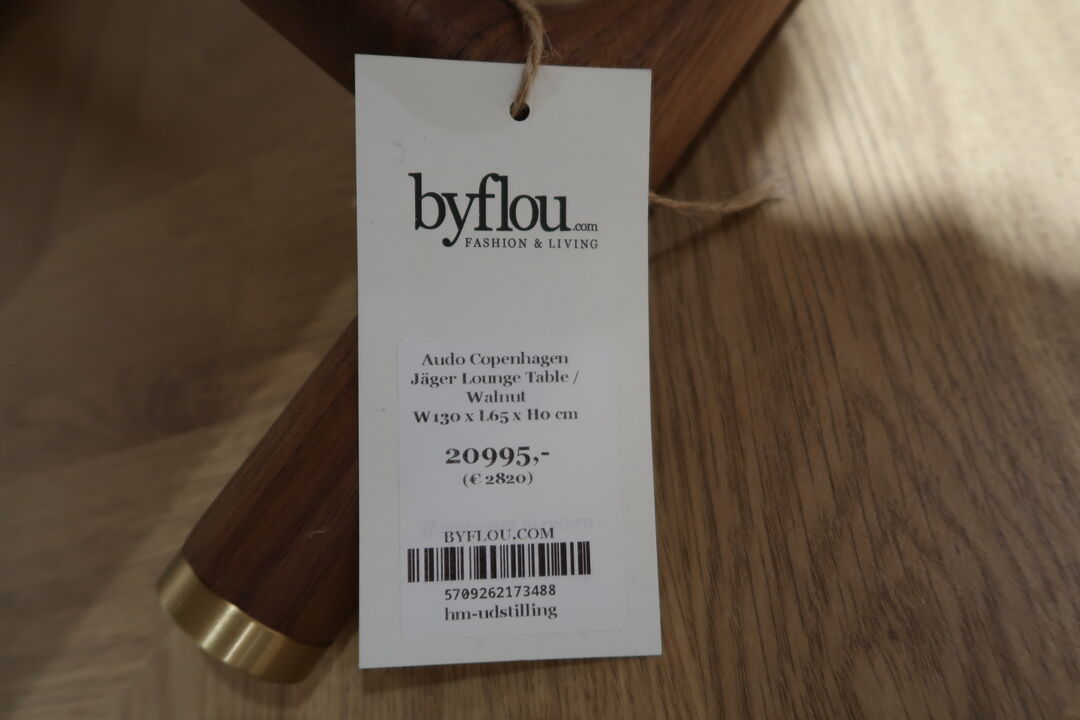 byflou.com
FASHION & LIVING
Audo Copenhagen
Jäger Lounge Table /
Walnut
W130 x L65 x H0 cm
20995,-
(€ 2820)
BYFLOU.COM
5709262173488
hm-udstilling